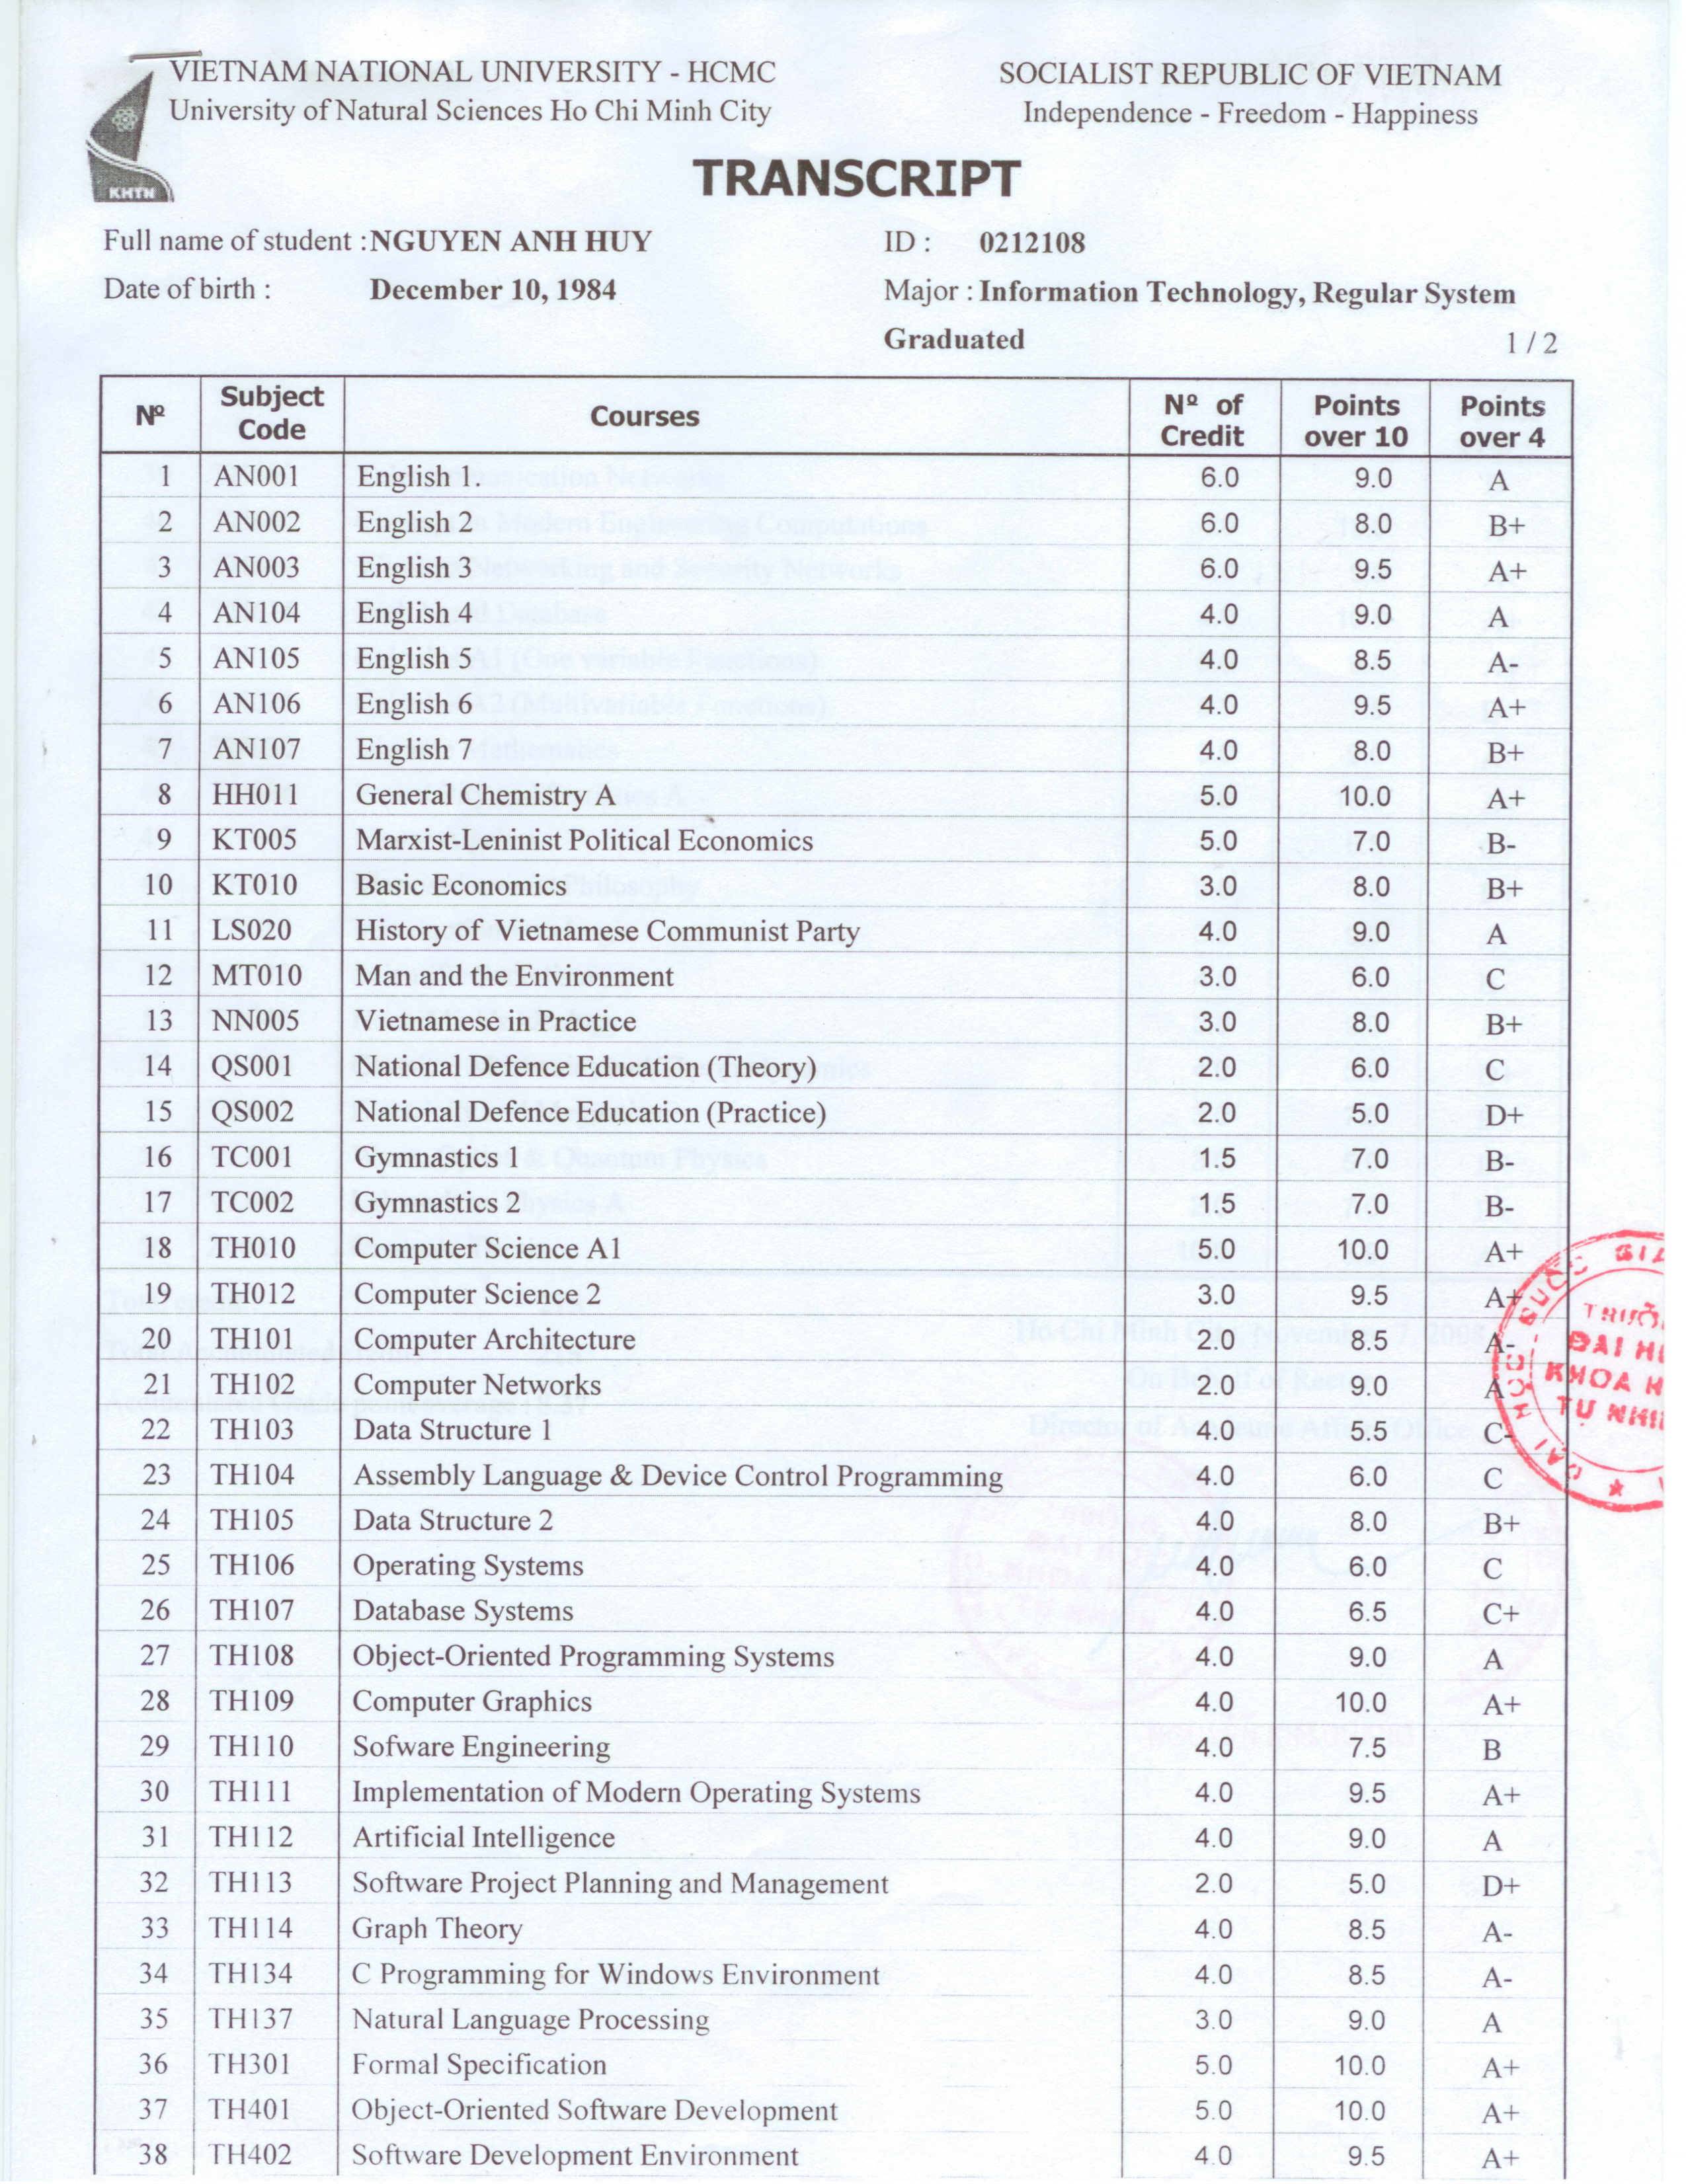 VIETNAM NATIONAL UNIVERSITY - HCMC
University of Natural Sciences Ho Chi Minh City
SOCIALIST REPUBLIC OF VIETNAM
Independence - Freedom - Happiness
KHTN
TRANSCRIPT
Full name of student : NGUYEN ANH HUY
ID : 0212108
Date of birth : December 10, 1984
Major : Information Technology, Regular System
Graduated
1 / 2
Nº Subject Code Courses Nº of Credit Points over 10 Points over 4
1 AN001 English 1. 6.0 9.0 A
2 AN002 English 2 6.0 8.0 B+
3 AN003 English 3 6.0 9.5 A+
4 AN104 English 4 4.0 9.0 A
5 AN105 English 5 4.0 8.5 A-
6 AN106 English 6 4.0 9.5 A+
7 AN107 English 7 4.0 8.0 B+
8 HH011 General Chemistry A 5.0 10.0 A+
9 KT005 Marxist-Leninist Political Economics 5.0 7.0 B-
10 KT010 Basic Economics 3.0 8.0 B+
11 LS020 History of Vietnamese Communist Party 4.0 9.0 A
12 MT010 Man and the Environment 3.0 6.0 C
13 NN005 Vietnamese in Practice 3.0 8.0 B+
14 QS001 National Defence Education (Theory) 2.0 6.0 C
15 QS002 National Defence Education (Practice) 2.0 5.0 D+
16 TC001 Gymnastics 1 1.5 7.0 B-
17 TC002 Gymnastics 2 1.5 7.0 B-
18 TH010 Computer Science A1 5.0 10.0 A+
19 TH012 Computer Science 2 3.0 9.5 A+
20 TH101 Computer Architecture 2.0 8.5 A-
21 TH102 Computer Networks 2.0 9.0 A
22 TH103 Data Structure 1 4.0 5.5 C-
23 TH104 Assembly Language & Device Control Programming 4.0 6.0 C
24 TH105 Data Structure 2 4.0 8.0 B+
25 TH106 Operating Systems 4.0 6.0 C
26 TH107 Database Systems 4.0 6.5 C+
27 TH108 Object-Oriented Programming Systems 4.0 9.0 A
28 TH109 Computer Graphics 4.0 10.0 A+
29 TH110 Sofware Engineering 4.0 7.5 B
30 TH111 Implementation of Modern Operating Systems 4.0 9.5 A+
31 TH112 Artificial Intelligence 4.0 9.0 A
32 TH113 Software Project Planning and Management 2.0 5.0 D+
33 TH114 Graph Theory 4.0 8.5 A-
34 TH134 C Programming for Windows Environment 4.0 8.5 A-
35 TH137 Natural Language Processing 3.0 9.0 A
36 TH301 Formal Specification 5.0 10.0 A+
37 TH401 Object-Oriented Software Development 5.0 10.0 A+
38 TH402 Software Development Environment 4.0 9.5 A+